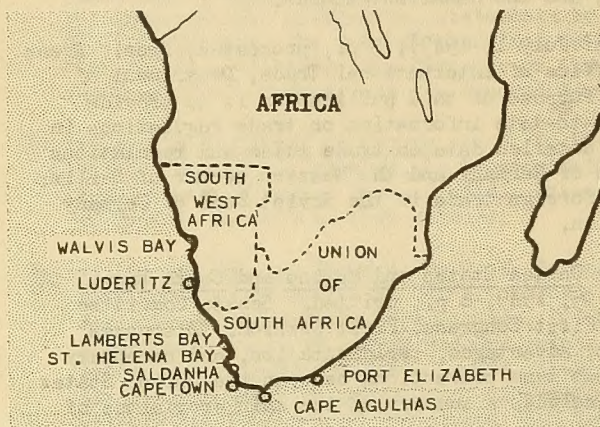 AFRICA
SOUTH
WEST
AFRICA
WALVIS BAY
UNION
LUDERITZ
OF
SOUTH AFRICA
LAMBERTS BAY
ST. HELENA BAY
SALDANHA
CAPETOWN
PORT ELIZABETH
CAPE AGULHAS